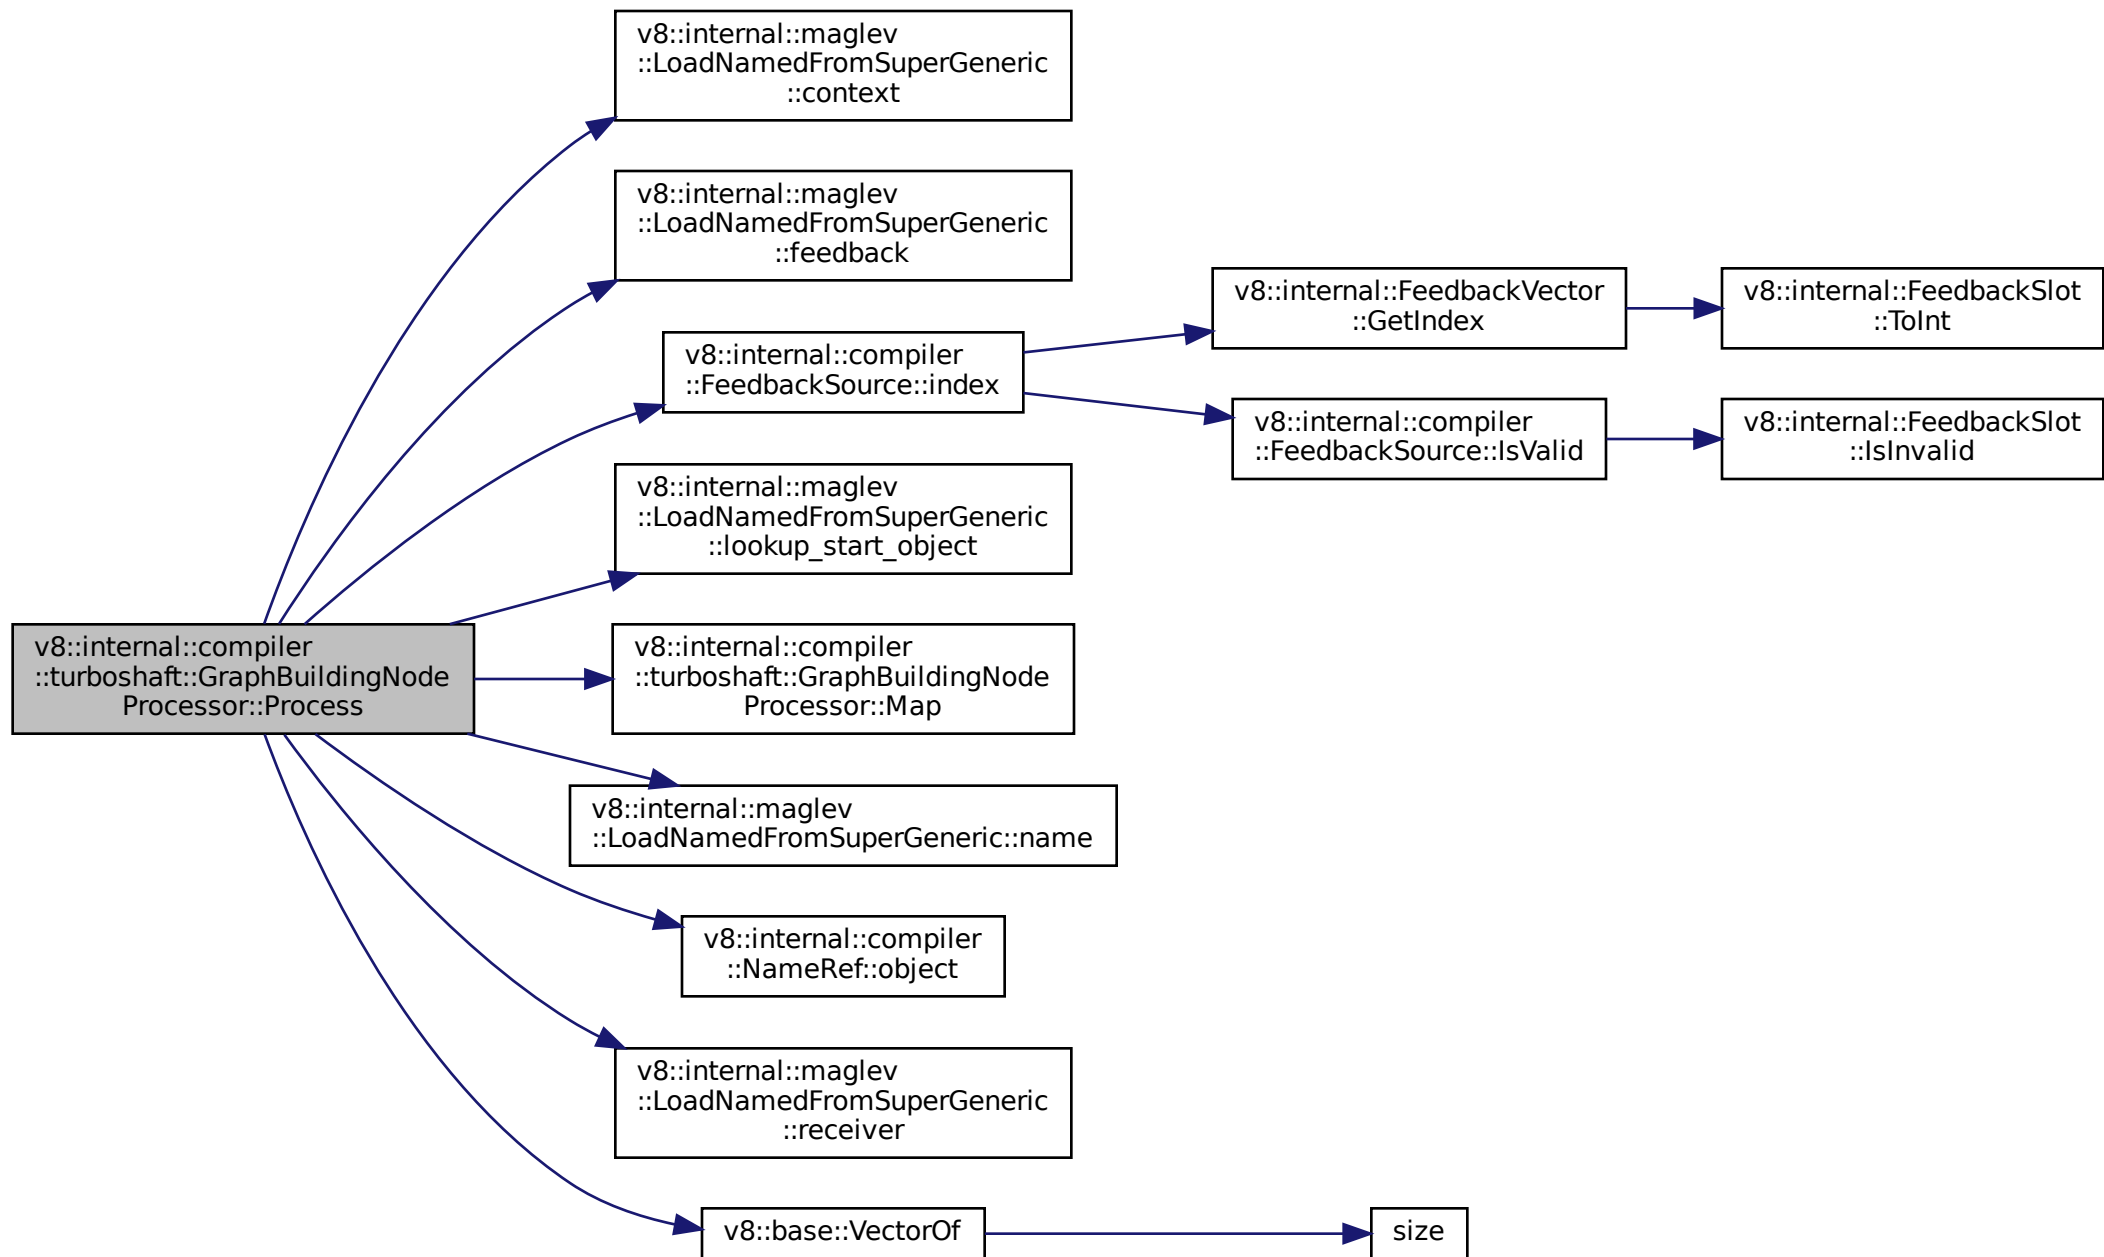 v8::internal::maglev
::LoadNamedFromSuperGeneric
::context
v8::internal::maglev
::LoadNamedFromSuperGeneric
::feedback
v8::internal::compiler
::FeedbackSource::index
v8::internal::FeedbackVector
::GetIndex
v8::internal::FeedbackSlot
::ToInt
v8::internal::compiler
::FeedbackSource::IsValid
v8::internal::FeedbackSlot
::IsInvalid
v8::internal::maglev
::LoadNamedFromSuperGeneric
::lookup_start_object
v8::internal::compiler
::turboshaft::GraphBuildingNode
Processor::Process
v8::internal::compiler
::turboshaft::GraphBuildingNode
Processor::Map
v8::internal::maglev
::LoadNamedFromSuperGeneric::name
v8::internal::compiler
::NameRef::object
v8::internal::maglev
::LoadNamedFromSuperGeneric
::receiver
v8::base::VectorOf
size